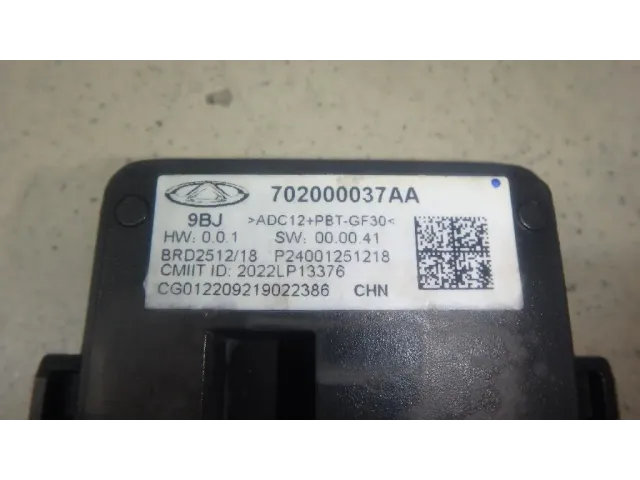 702000037AA
9BJ >ADC12+PBT-GF30<
HW: 0.0.1 SW: 00.00.41
BRD2512/18 P24001251218
CMIIT ID: 2022LP13376
CG012209219022386 CHN